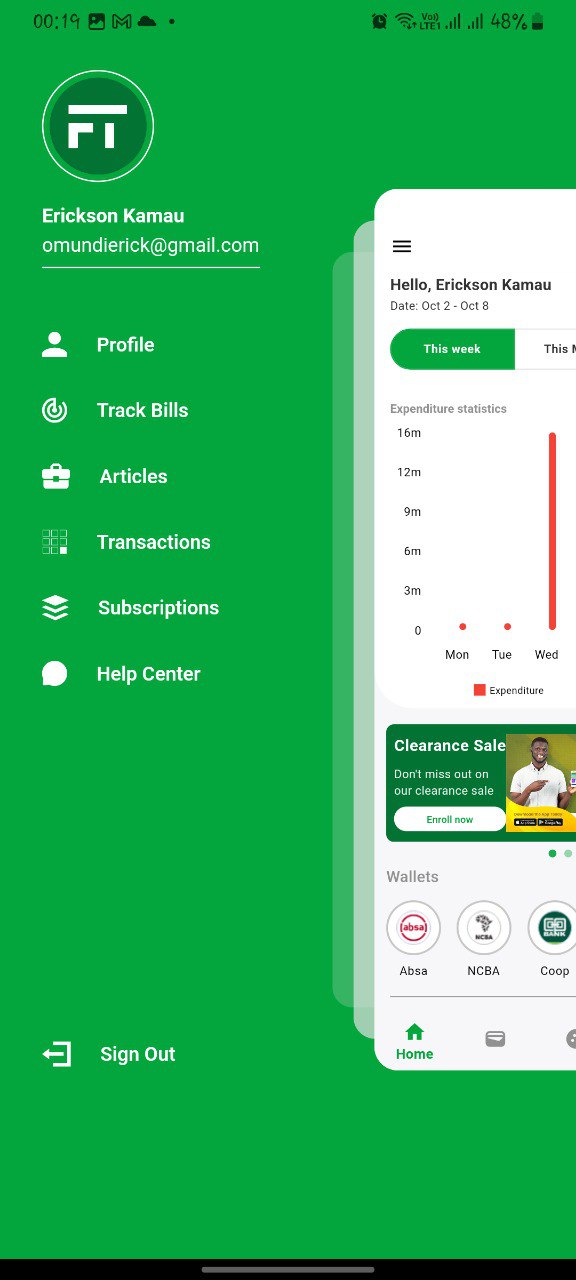 00:19
Vo))
LTE1
48%
FT
Erickson Kamau
omundierick@gmail.com
Profile
Track Bills
Articles
Transactions
Subscriptions
Help Center
Sign Out
Hello, Erickson Kamau
Date: Oct 2 - Oct 8
This week
This M
Expenditure statistics
16m
12m
9m
6m
3m
0
Mon Tue Wed
Expenditure
Clearance Sale
Don't miss out on
our clearance sale
Enroll now
Wallets
absa
NCBA
BANK
Absa NCBA Coop
Home